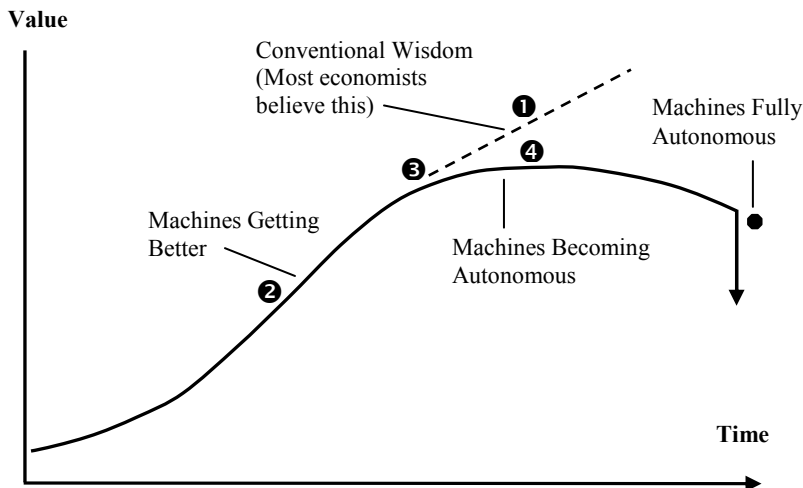 Value
Conventional Wisdom
(Most economists
believe this)
❶
Machines Fully
Autonomous
❸
❹
Machines Getting
Better
Machines Becoming
Autonomous
❷
Time